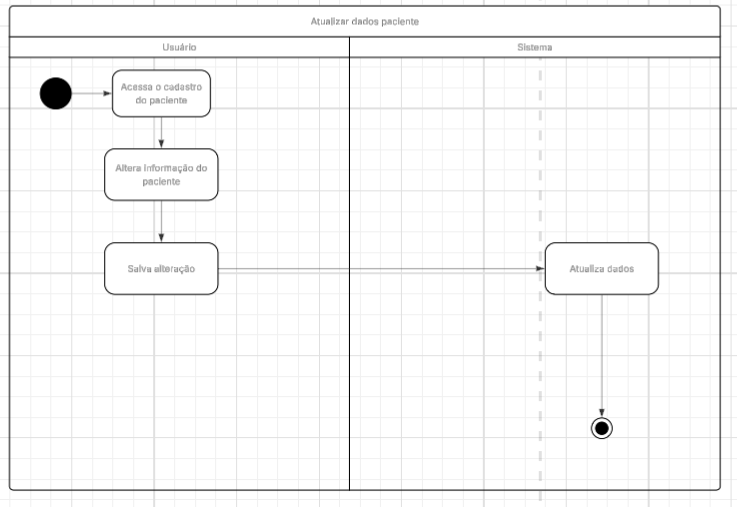 Atualizar dados paciente
Usuário
Sistema
Acessa o cadastro
do paciente
Altera informação do
paciente
Salva alteração
Atualiza dados